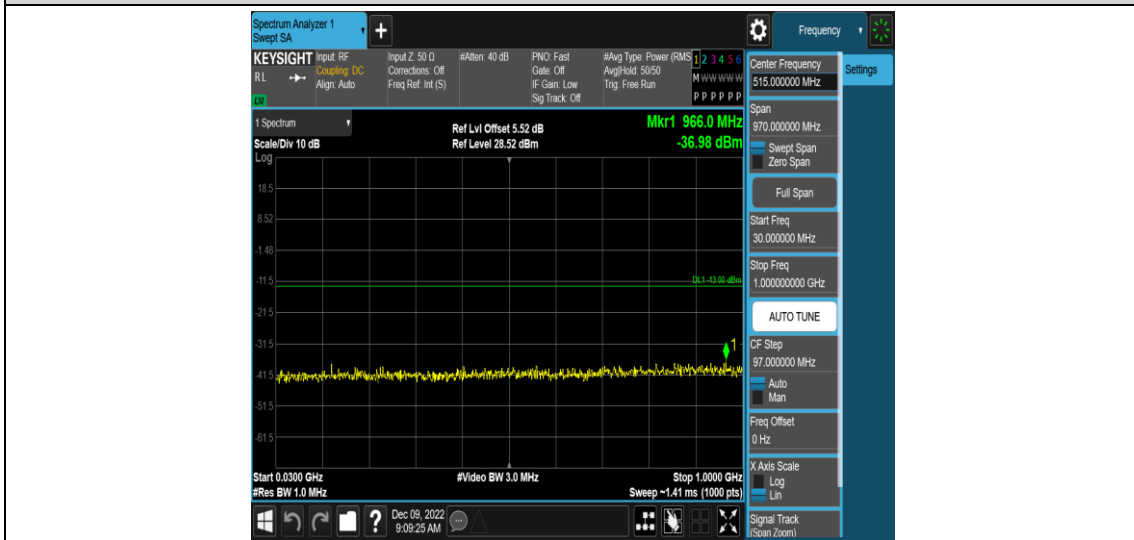 Spectrum Analyzer 1
Swept SA
+
Frequency
KEYSIGHT
RL
LXI
Input: RF
Coupling: DC
Align: Auto
Input Z: 50 Ω
Corrections: Off
Freq Ref: Int (S)
#Atten: 40 dB
PNO: Fast
Gate: Off
IF Gain: Low
Sig Track: Off
#Avg Type: Power (RMS
Avg|Hold: 50/50
Trig: Free Run
1 2 3 4 5 6
M W W W W W
P P P P P P
Center Frequency
515.000000 MHz
Settings
1 Spectrum
Scale/Div 10 dB
Ref Lvl Offset 5.52 dB
Ref Level 28.52 dBm
Mkr1 966.0 MHz
-36.98 dBm
Log
18.5
8.52
-1.48
-11.5
DL1 -13.00 dBm
-21.5
-31.5
1
-41.5
-51.5
-61.5
Start 0.0300 GHz
#Res BW 1.0 MHz
#Video BW 3.0 MHz
Stop 1.0000 GHz
Sweep ~1.41 ms (1000 pts)
Span
970.000000 MHz
Swept Span
Zero Span
Full Span
Start Freq
30.000000 MHz
Stop Freq
1.000000000 GHz
AUTO TUNE
CF Step
97.000000 MHz
Auto
Man
Freq Offset
0 Hz
X Axis Scale
Log
Lin
Signal Track
(Span Zoom)
?
Dec 09, 2022
9:09:25 AM